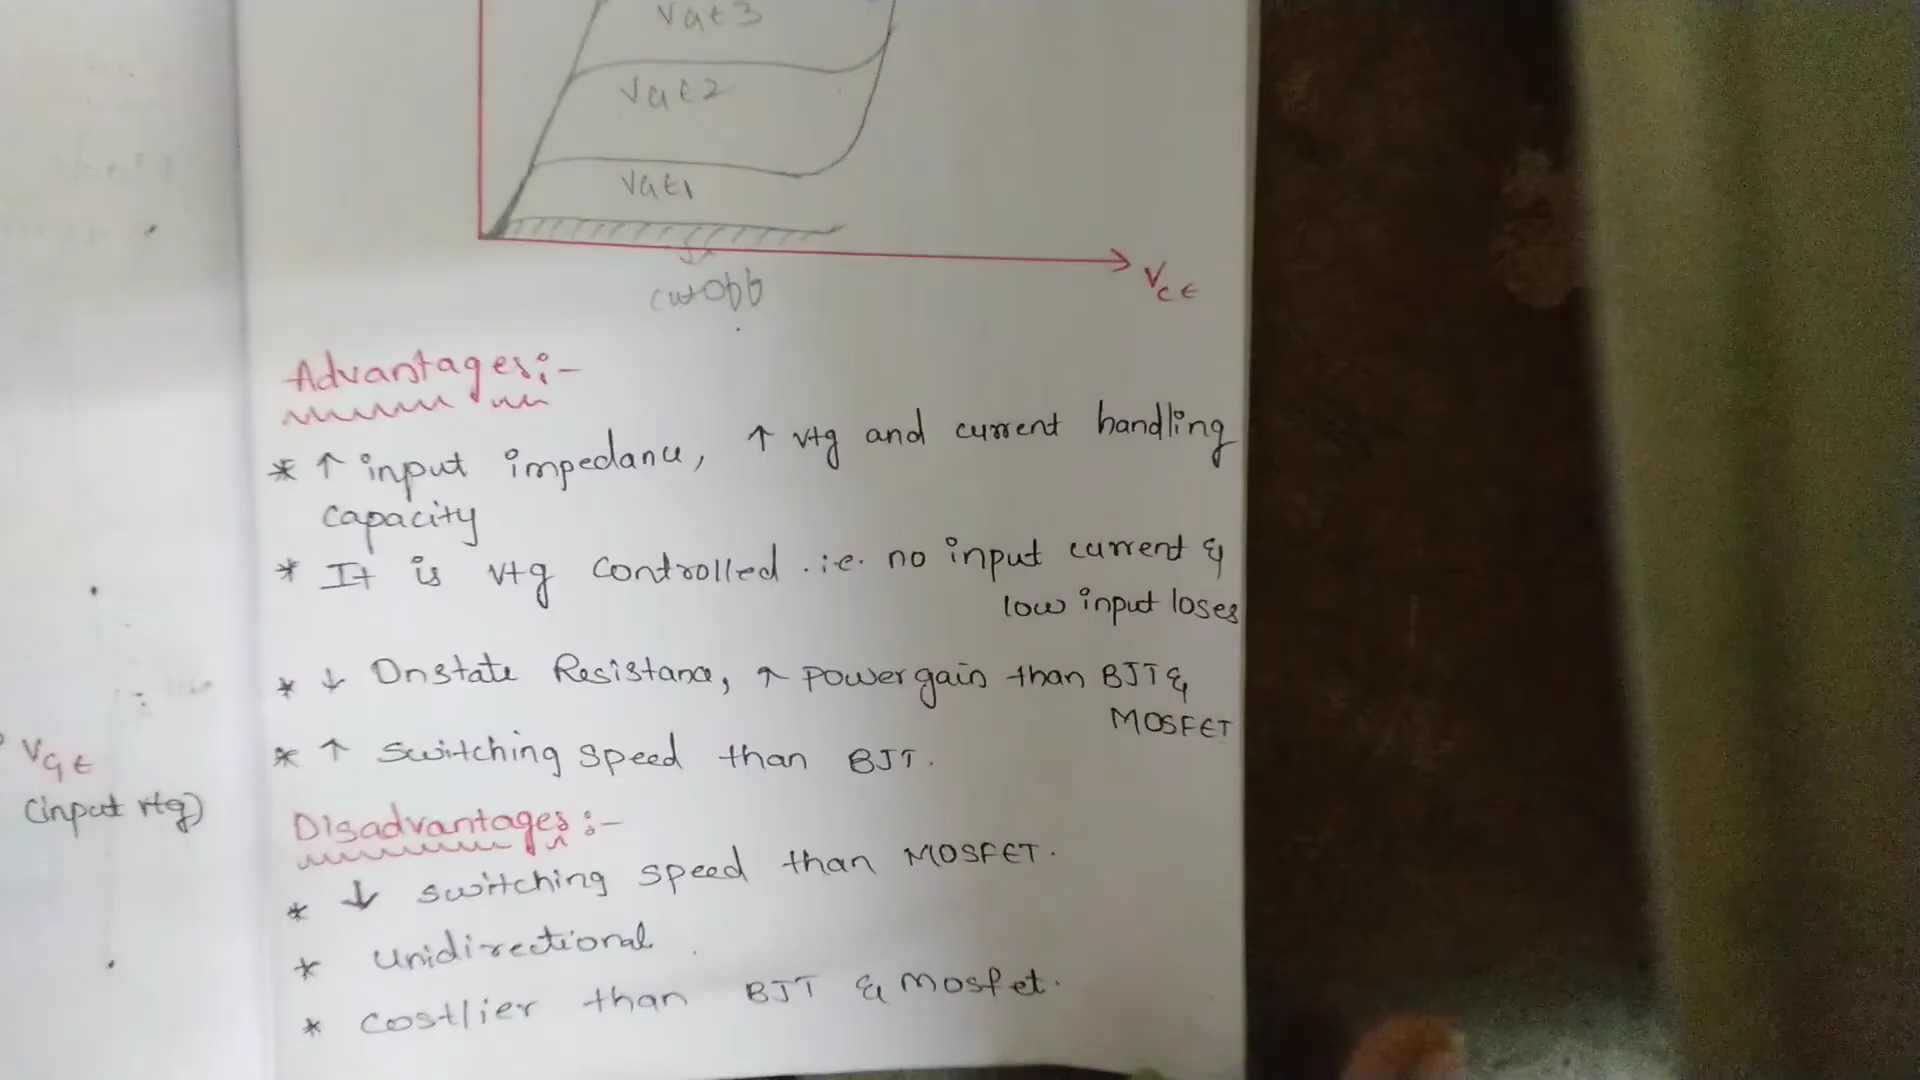 VGE3
VGE2
VGE1
cutoff
VCE
Advantages:-
* ↑ input impedance, ↑ vtg and current handling
capacity
* It is vtg controlled .i.e. no input current &
low input loses
* ↓ Onstate Resistance, ↑ power gain than BJT &
MOSFET
* ↑ switching speed than BJT.
VGE
(input vtg)
Disadvantages:-
* ↓ switching speed than MOSFET.
* unidirectional
* costlier than BJT & Mosfet.